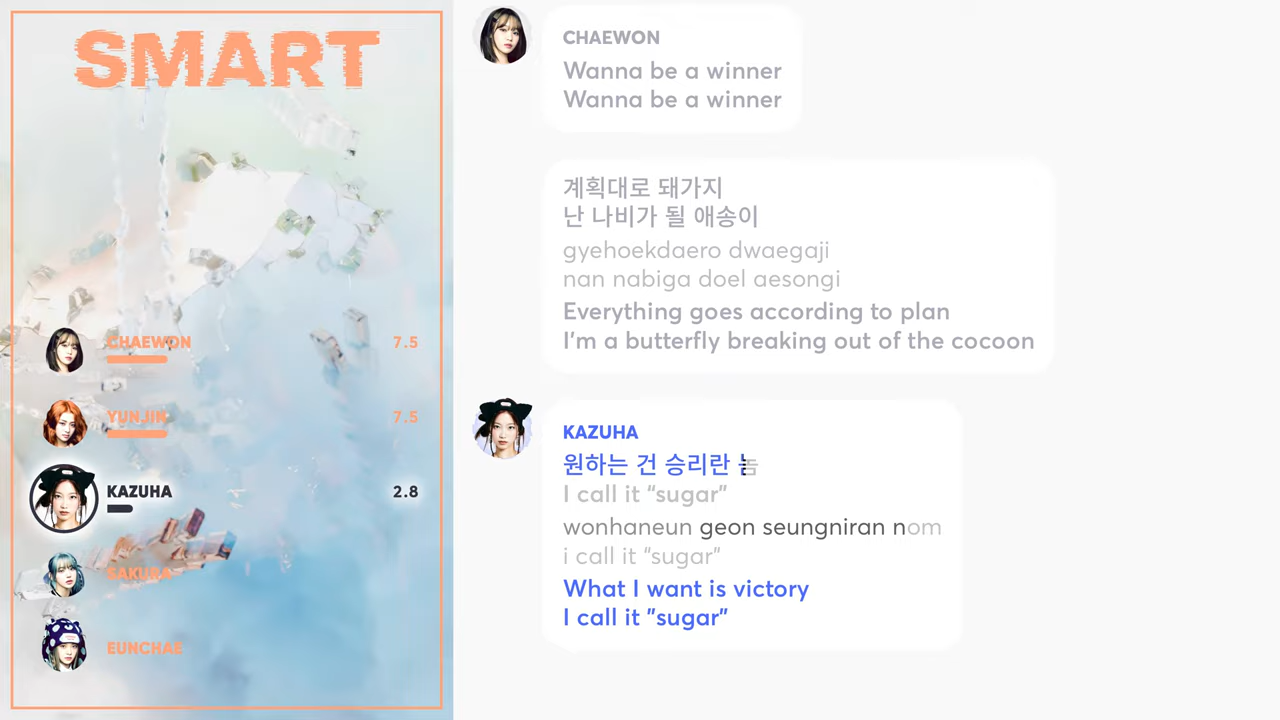 SMART
CHAEWON 7.5
YUNJIN 7.5
KAZUHA 2.8
SAKURA
EUNCHAE
CHAEWON
Wanna be a winner
Wanna be a winner
계획대로 돼가지
난 나비가 될 애송이
gyehoekdaero dwaegaji
nan nabiga doel aesongi
Everything goes according to plan
I'm a butterfly breaking out of the cocoon
KAZUHA
원하는 건 승리란 놈
I call it “sugar”
wonhaneun geon seungniran nom
i call it “sugar”
What I want is victory
I call it "sugar"